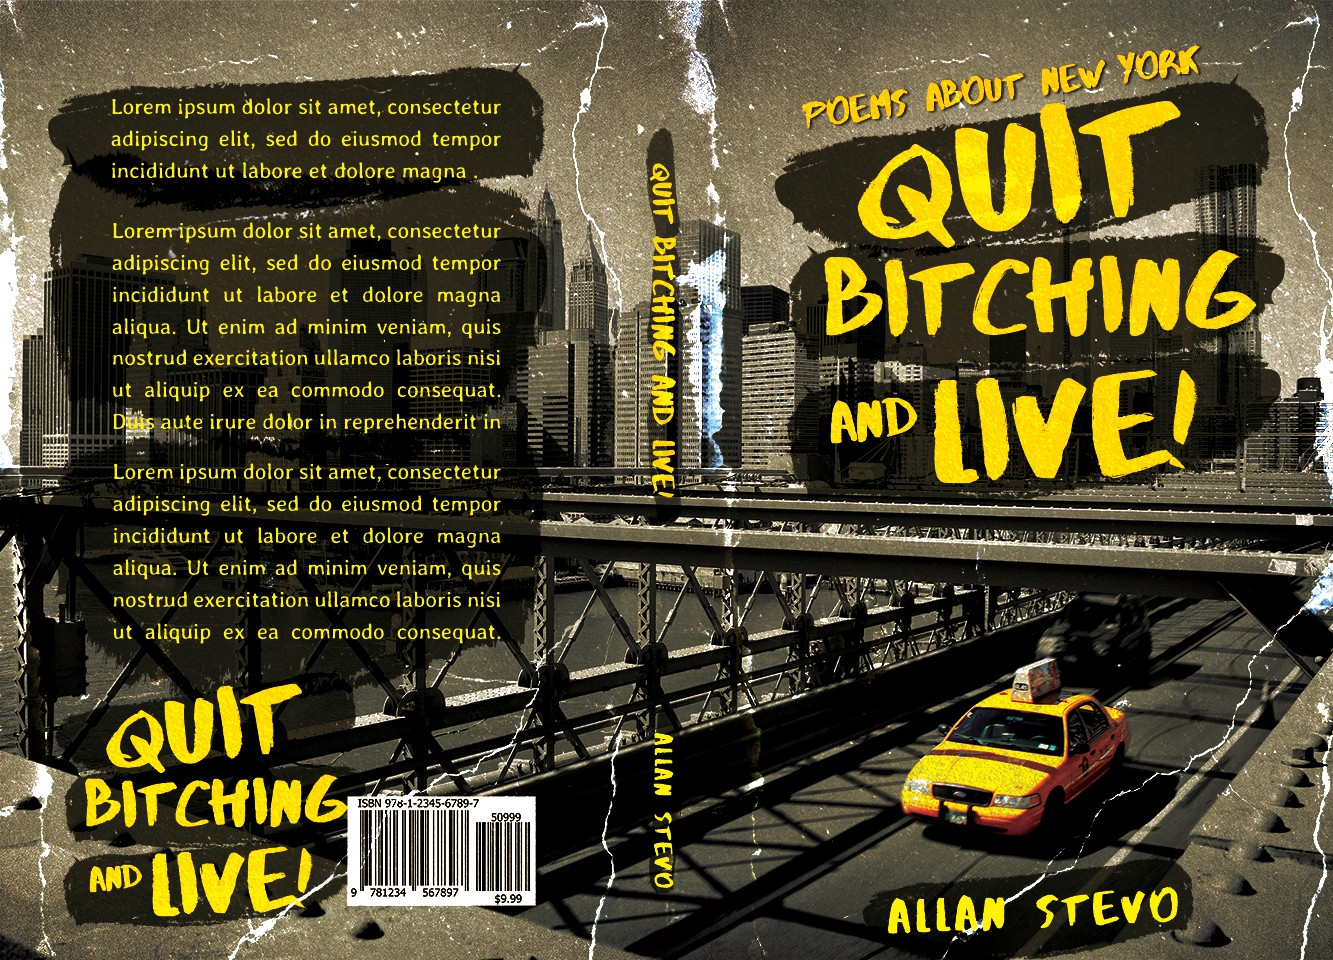 Lorem ipsum dolor sit amet, consectetur
adipiscing elit, sed do eiusmod tempor
incididunt ut labore et dolore magna .
Lorem ipsum dolor sit amet, consectetur
adipiscing elit, sed do eiusmod tempor
incididunt ut labore et dolore magna
aliqua. Ut enim ad minim veniam, quis
nostrud exercitation ullamco laboris nisi
ut aliquip ex ea commodo consequat.
Duis aute irure dolor in reprehenderit in
Lorem ipsum dolor sit amet, consectetur
adipiscing elit, sed do eiusmod tempor
incididunt ut labore et dolore magna
aliqua. Ut enim ad minim veniam, quis
nostrud exercitation ullamco laboris nisi
ut aliquip ex ea commodo consequat.
QUIT
BITCHING
AND LIVE!
ISBN 978-1-2345-6789-7
50999
9 781234 567897
$9.99
QUIT BITCHING AND LIVE!
ALLAN STEVO
POEMS ABOUT NEW YORK
QUIT
BITCHING
AND LIVE!
ALLAN STEVO